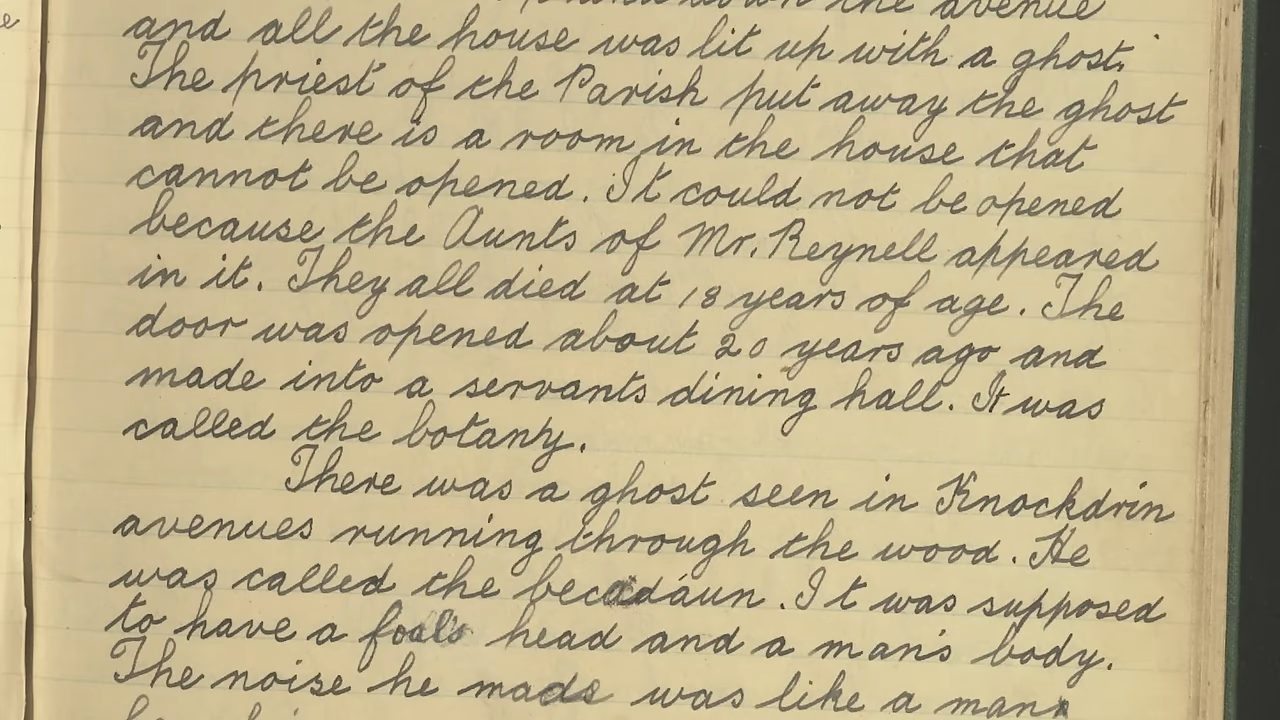 down the avenue
and all the house was lit up with a ghost.
The priest of the Parish put away the ghost
and there is a room in the house that
cannot be opened. It could not be opened
because the Aunts of Mr. Reynell appeared
in it. They all died at 18 years of age. The
door was opened about 20 years ago and
made into a servants dining hall. It was
called the botany.
There was a ghost seen in Knockdrin
avenues running through the wood. He
was called the becadáun. It was supposed
to have a foal's head and a man's body.
The noise he made was like a man